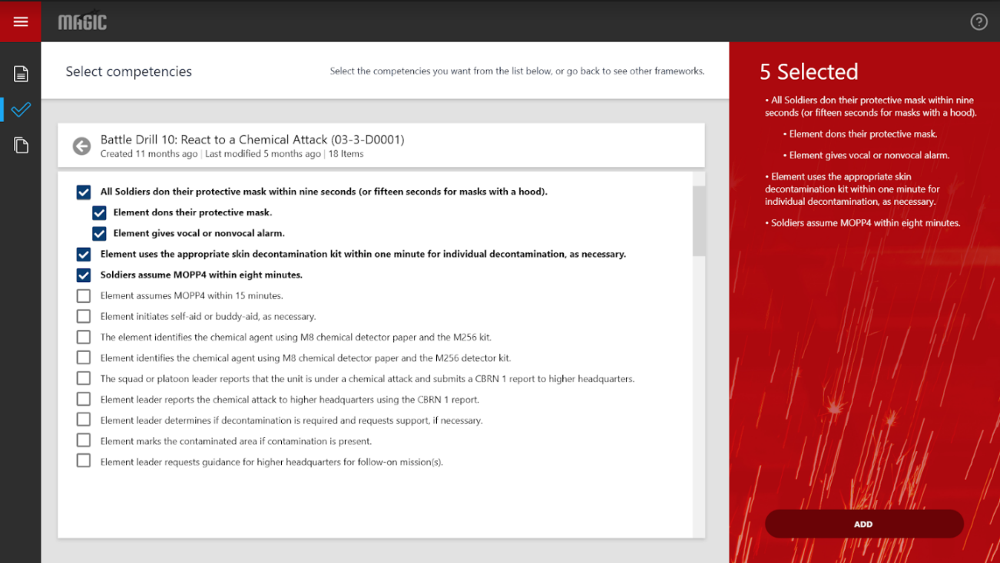 MAGIC
Select competencies
Select the competencies you want from the list below, or go back to see other frameworks.
Battle Drill 10: React to a Chemical Attack (03-3-D0001)
Created 11 months ago | Last modified 5 months ago | 18 Items
All Soldiers don their protective mask within nine seconds (or fifteen seconds for masks with a hood).
Element dons their protective mask.
Element gives vocal or nonvocal alarm.
Element uses the appropriate skin decontamination kit within one minute for individual decontamination, as necessary.
Soldiers assume MOPP4 within eight minutes.
Element assumes MOPP4 within 15 minutes.
Element initiates self-aid or buddy-aid, as necessary.
The element identifies the chemical agent using M8 chemical detector paper and the M256 kit.
Element identifies the chemical agent using M8 chemical detector paper and the M256 detector kit.
The squad or platoon leader reports that the unit is under a chemical attack and submits a CBRN 1 report to higher headquarters.
Element leader reports the chemical attack to higher headquarters using the CBRN 1 report.
Element leader determines if decontamination is required and requests support, if necessary.
Element marks the contaminated area if contamination is present.
Element leader requests guidance for higher headquarters for follow-on mission(s).
5 Selected
• All Soldiers don their protective mask within nine
seconds (or fifteen seconds for masks with a hood).
• Element dons their protective mask.
• Element gives vocal or nonvocal alarm.
• Element uses the appropriate skin
decontamination kit within one minute for
individual decontamination, as necessary.
• Soldiers assume MOPP4 within eight minutes.
ADD